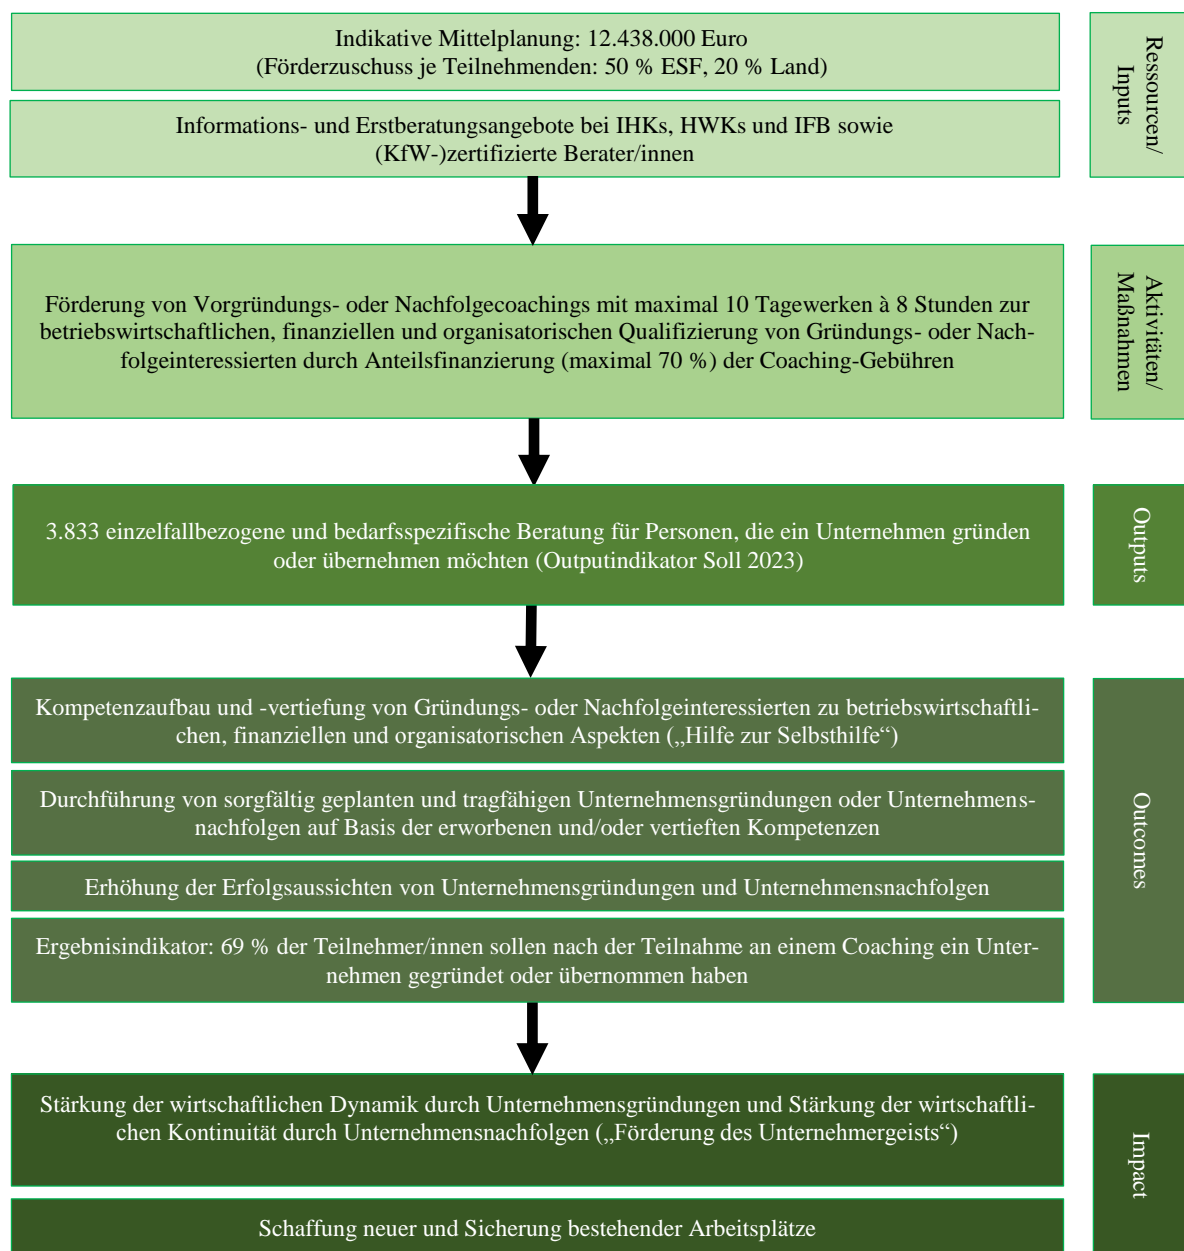 Indikative Mittelplanung: 12.438.000 Euro
(Förderzuschuss je Teilnehmenden: 50 % ESF, 20 % Land)
Ressourcen/
Inputs
Informations- und Erstberatungsangebote bei IHKs, HWKs und IFB sowie
(KfW-)zertifizierte Berater/innen
Förderung von Vorgründungs- oder Nachfolgecoachings mit maximal 10 Tagewerken à 8 Stunden zur
betriebswirtschaftlichen, finanziellen und organisatorischen Qualifizierung von Gründungs- oder Nach-
folgeinteressierten durch Anteilsfinanzierung (maximal 70 %) der Coaching-Gebühren
Aktivitäten/
Maßnahmen
3.833 einzelfallbezogene und bedarfsspezifische Beratung für Personen, die ein Unternehmen gründen
oder übernehmen möchten (Outputindikator Soll 2023)
Outputs
Kompetenzaufbau und -vertiefung von Gründungs- oder Nachfolgeinteressierten zu betriebswirtschaftli-
chen, finanziellen und organisatorischen Aspekten („Hilfe zur Selbsthilfe“)
Durchführung von sorgfältig geplanten und tragfähigen Unternehmensgründungen oder Unternehmens-
nachfolgen auf Basis der erworbenen und/oder vertieften Kompetenzen
Erhöhung der Erfolgsaussichten von Unternehmensgründungen und Unternehmensnachfolgen
Ergebnisindikator: 69 % der Teilnehmer/innen sollen nach der Teilnahme an einem Coaching ein Unter-
nehmen gegründet oder übernommen haben
Outcomes
Stärkung der wirtschaftlichen Dynamik durch Unternehmensgründungen und Stärkung der wirtschaftli-
chen Kontinuität durch Unternehmensnachfolgen („Förderung des Unternehmergeists“)
Schaffung neuer und Sicherung bestehender Arbeitsplätze
Impact